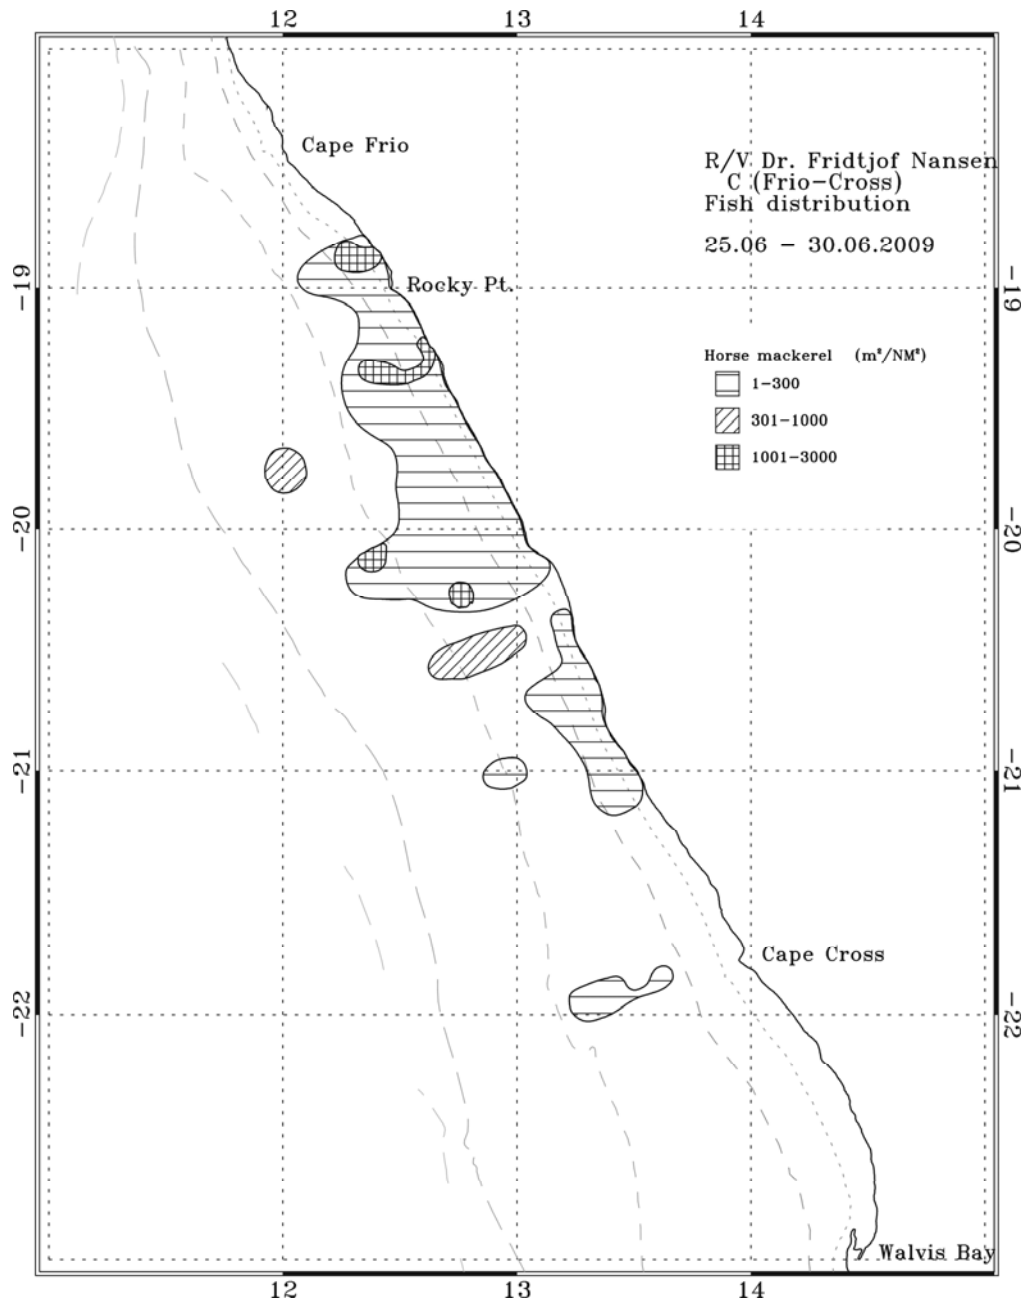 12 13 14
Cape Frio
R/V Dr. Fridtjof Nansen
C (Frio-Cross)
Fish distribution
25.06 - 30.06.2009
-19 -19
Rocky Pt.
Horse mackerel (m²/NM²)
1-300
301-1000
1001-3000
-20 -20
-21 -21
Cape Cross
-22 -22
Walvis Bay
12 13 14